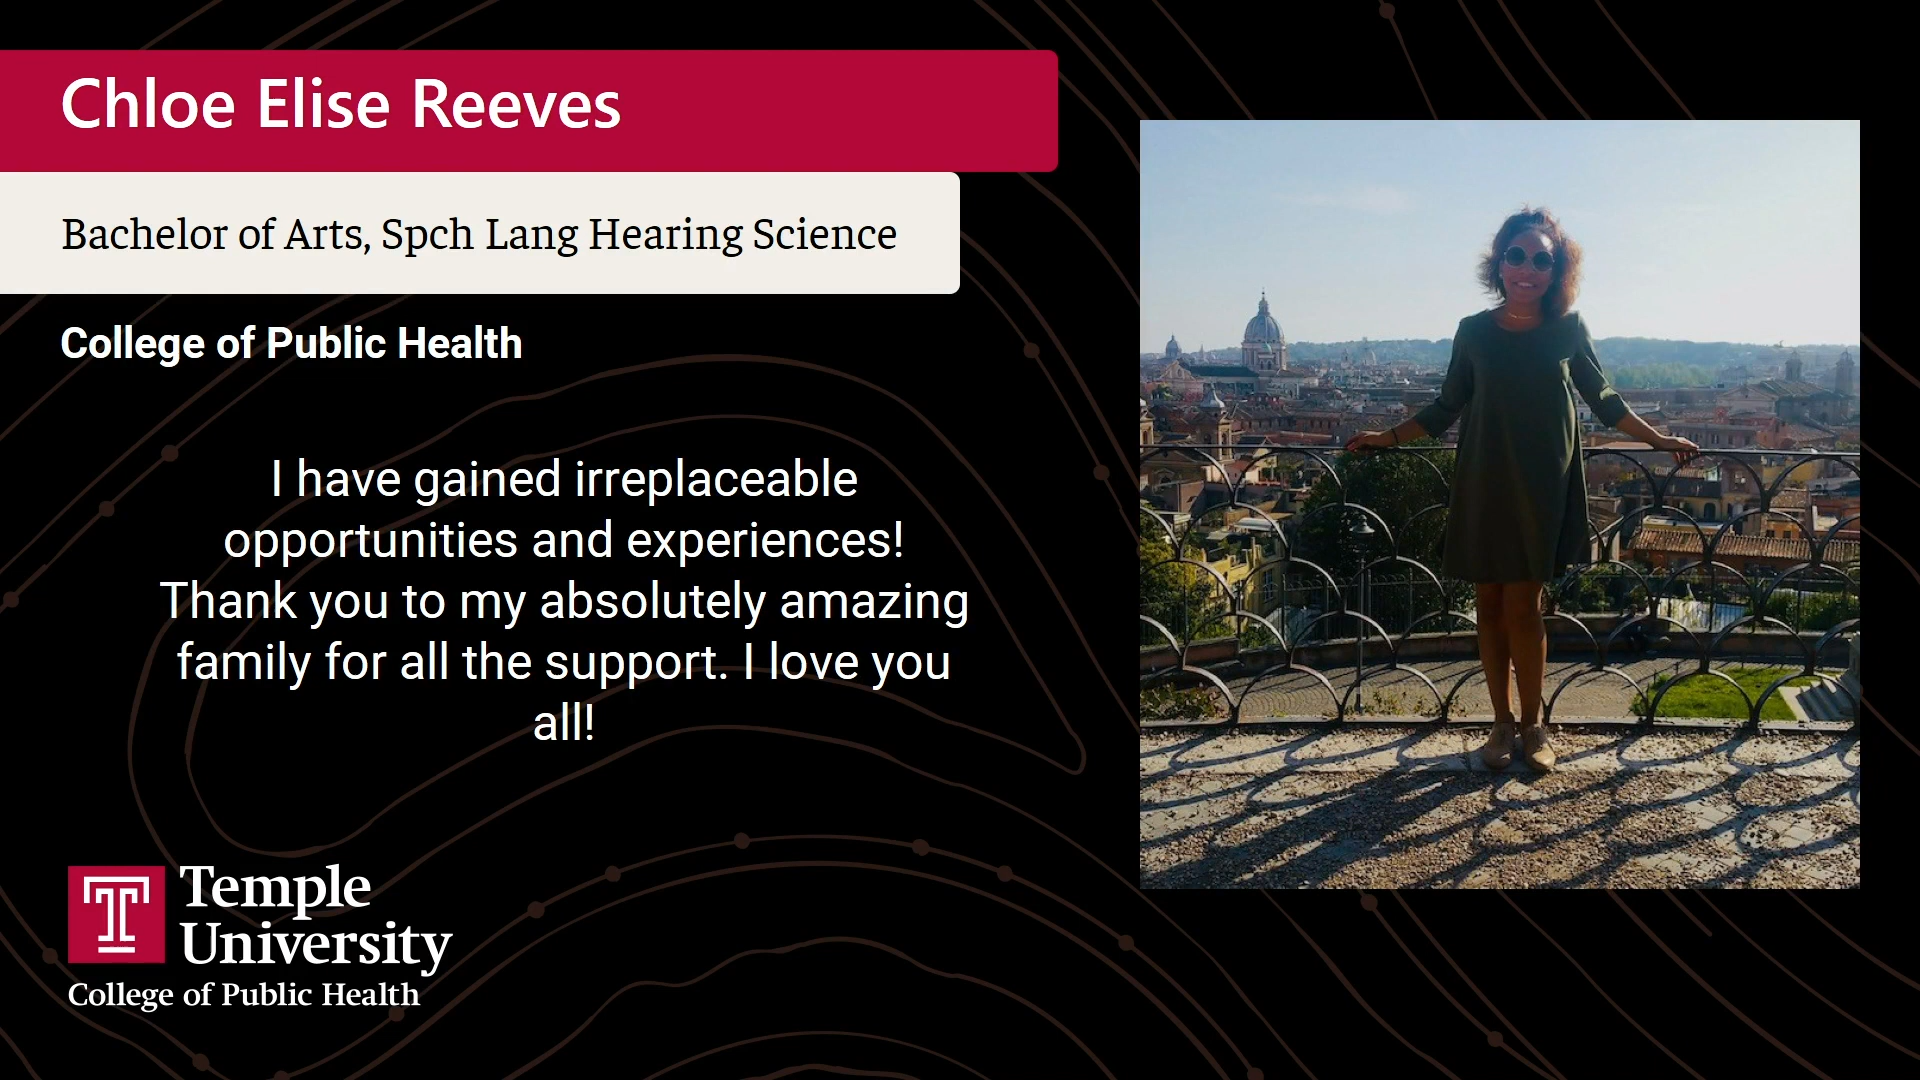 Chloe Elise Reeves
Bachelor of Arts, Spch Lang Hearing Science
College of Public Health
I have gained irreplaceable
opportunities and experiences!
Thank you to my absolutely amazing
family for all the support. I love you
all!
T
Temple
University
College of Public Health